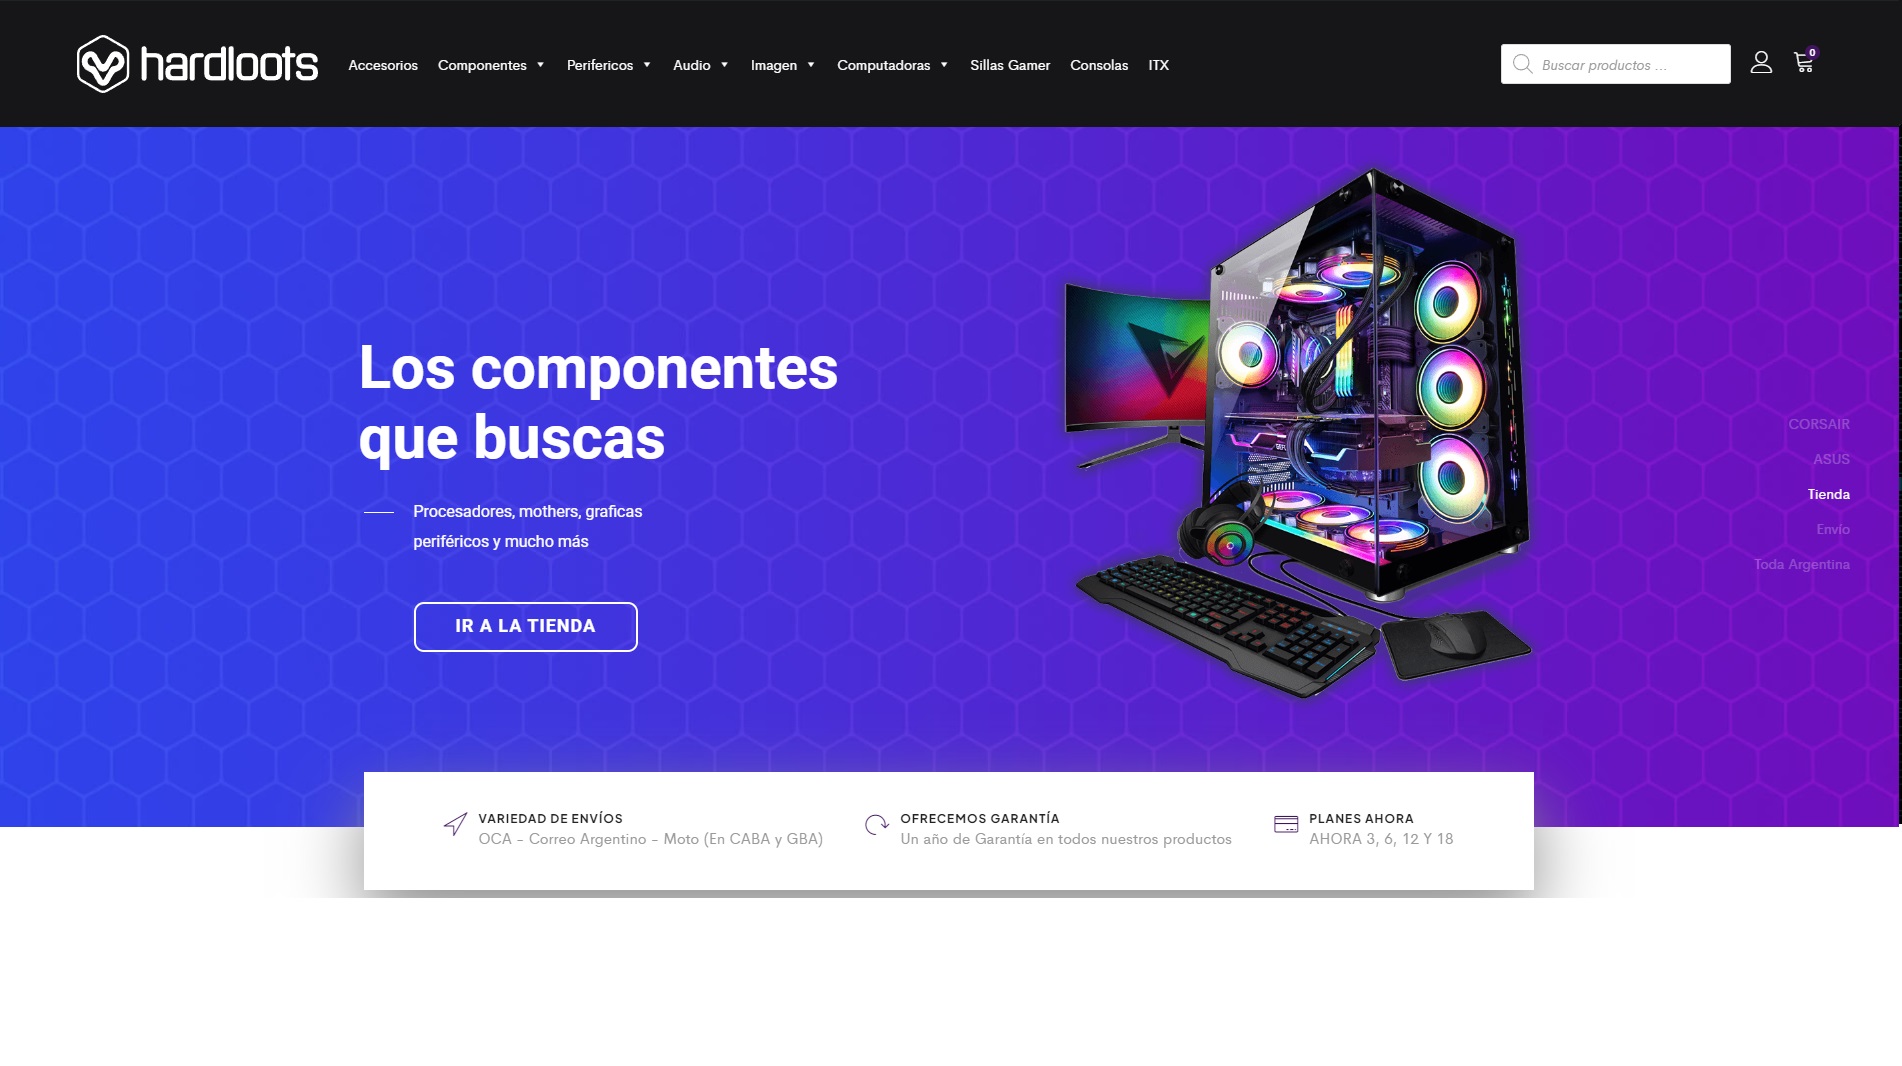 hardloots
Accesorios Componentes Perifericos Audio Imagen Computadoras Sillas Gamer Consolas ITX
Buscar productos ...
0
Los componentes
que buscas
Procesadores, mothers, graficas
periféricos y mucho más
IR A LA TIENDA
CORSAIR
ASUS
Tienda
Envío
Toda Argentina
VARIEDAD DE ENVÍOS
OCA - Correo Argentino - Moto (En CABA y GBA)
OFRECEMOS GARANTÍA
Un año de Garantía en todos nuestros productos
PLANES AHORA
AHORA 3, 6, 12 Y 18